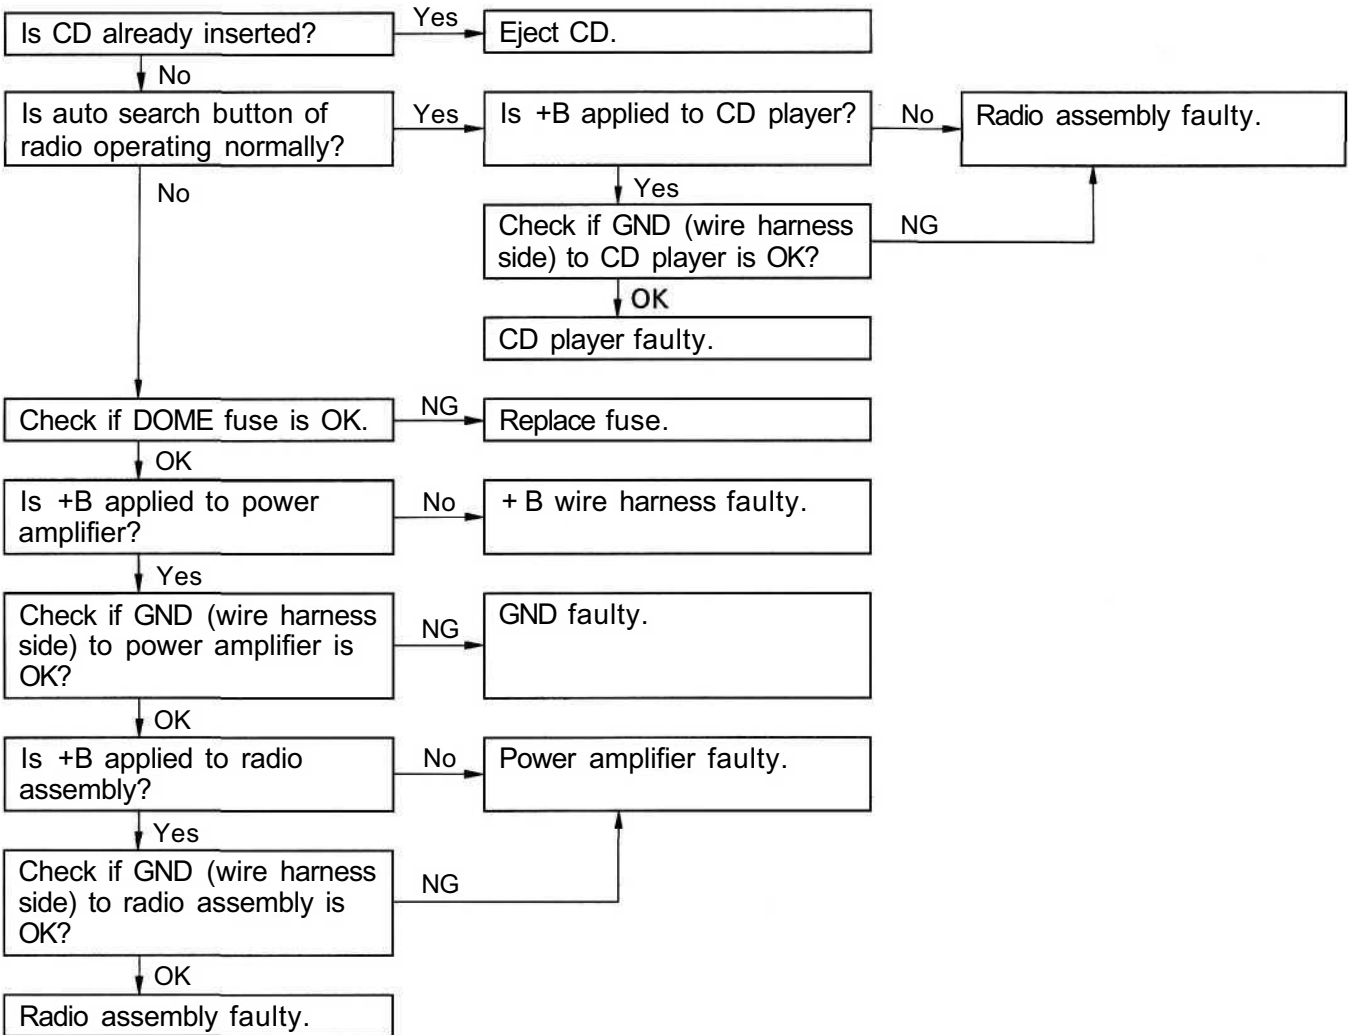 Is CD already inserted?
Yes
Eject CD.
No
Is auto search button of
radio operating normally?
Yes
Is +B applied to CD player?
No
Radio assembly faulty.
No
Yes
Check if GND (wire harness
side) to CD player is OK?
NG
OK
CD player faulty.
Check if DOME fuse is OK.
NG
Replace fuse.
OK
Is +B applied to power
amplifier?
No
+ B wire harness faulty.
Yes
Check if GND (wire harness
side) to power amplifier is
OK?
NG
GND faulty.
OK
Is +B applied to radio
assembly?
No
Power amplifier faulty.
Yes
Check if GND (wire harness
side) to radio assembly is
OK?
NG
OK
Radio assembly faulty.